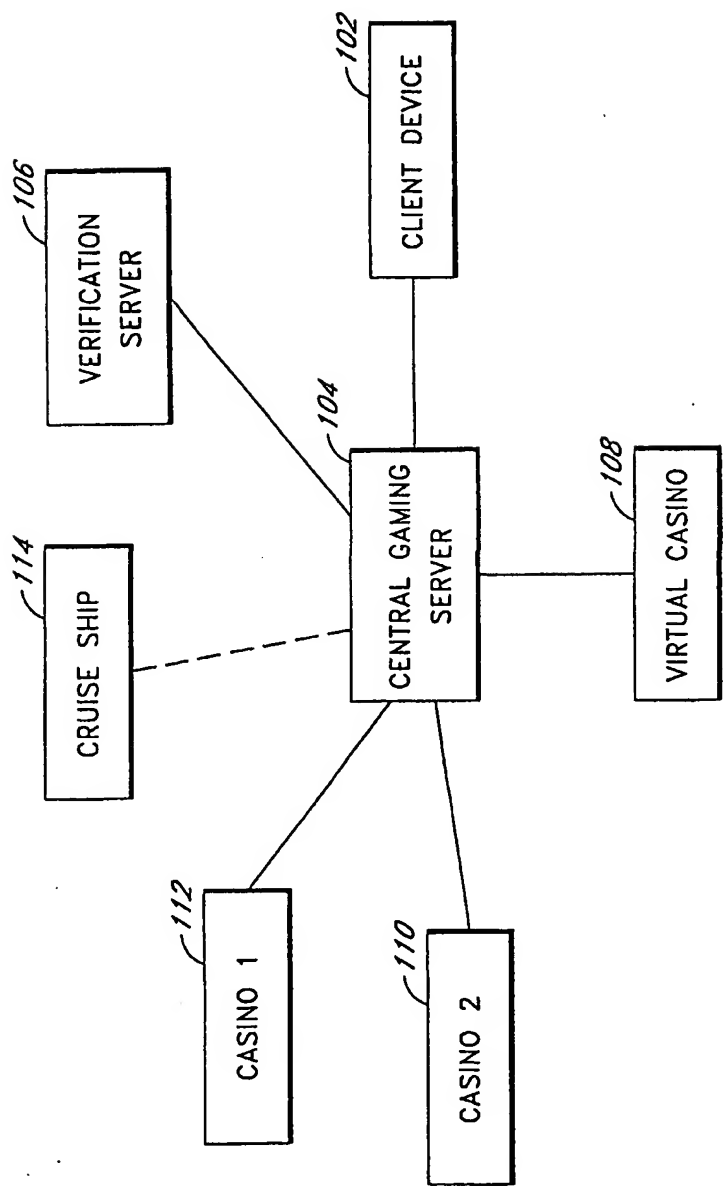 114
CRUISE SHIP
106
VERIFICATION
SERVER
112
CASINO 1
104
CENTRAL GAMING
SERVER
102
CLIENT DEVICE
110
CASINO 2
108
VIRTUAL CASINO